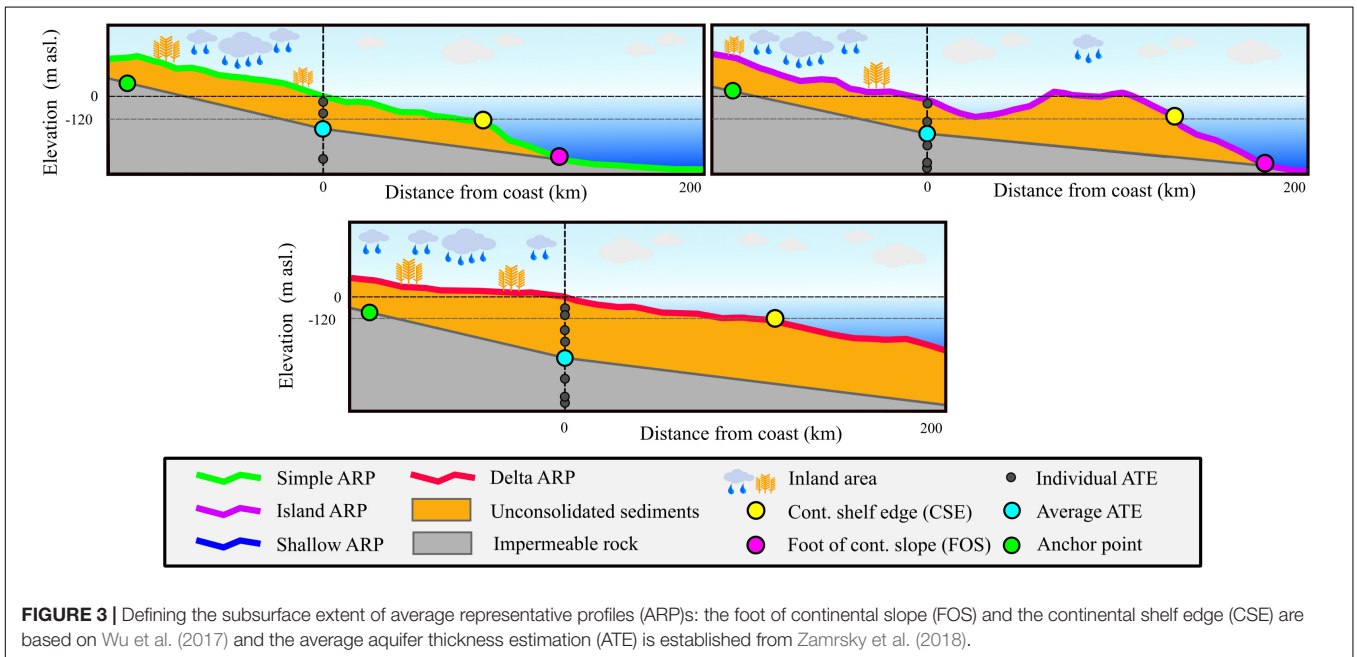 Elevation (m asl.)
0
-120
0
Distance from coast (km)
200
0
Distance from coast (km)
200
Elevation (m asl.)
0
-120
0
Distance from coast (km)
200
Simple ARP
Delta ARP
Inland area
Individual ATE
Island ARP
Unconsolidated sediments
Cont. shelf edge (CSE)
Average ATE
Shallow ARP
Impermeable rock
Foot of cont. slope (FOS)
Anchor point
FIGURE 3 | Defining the subsurface extent of average representative profiles (ARP)s: the foot of continental slope (FOS) and the continental shelf edge (CSE) are
based on Wu et al. (2017) and the average aquifer thickness estimation (ATE) is established from Zamrsky et al. (2018).